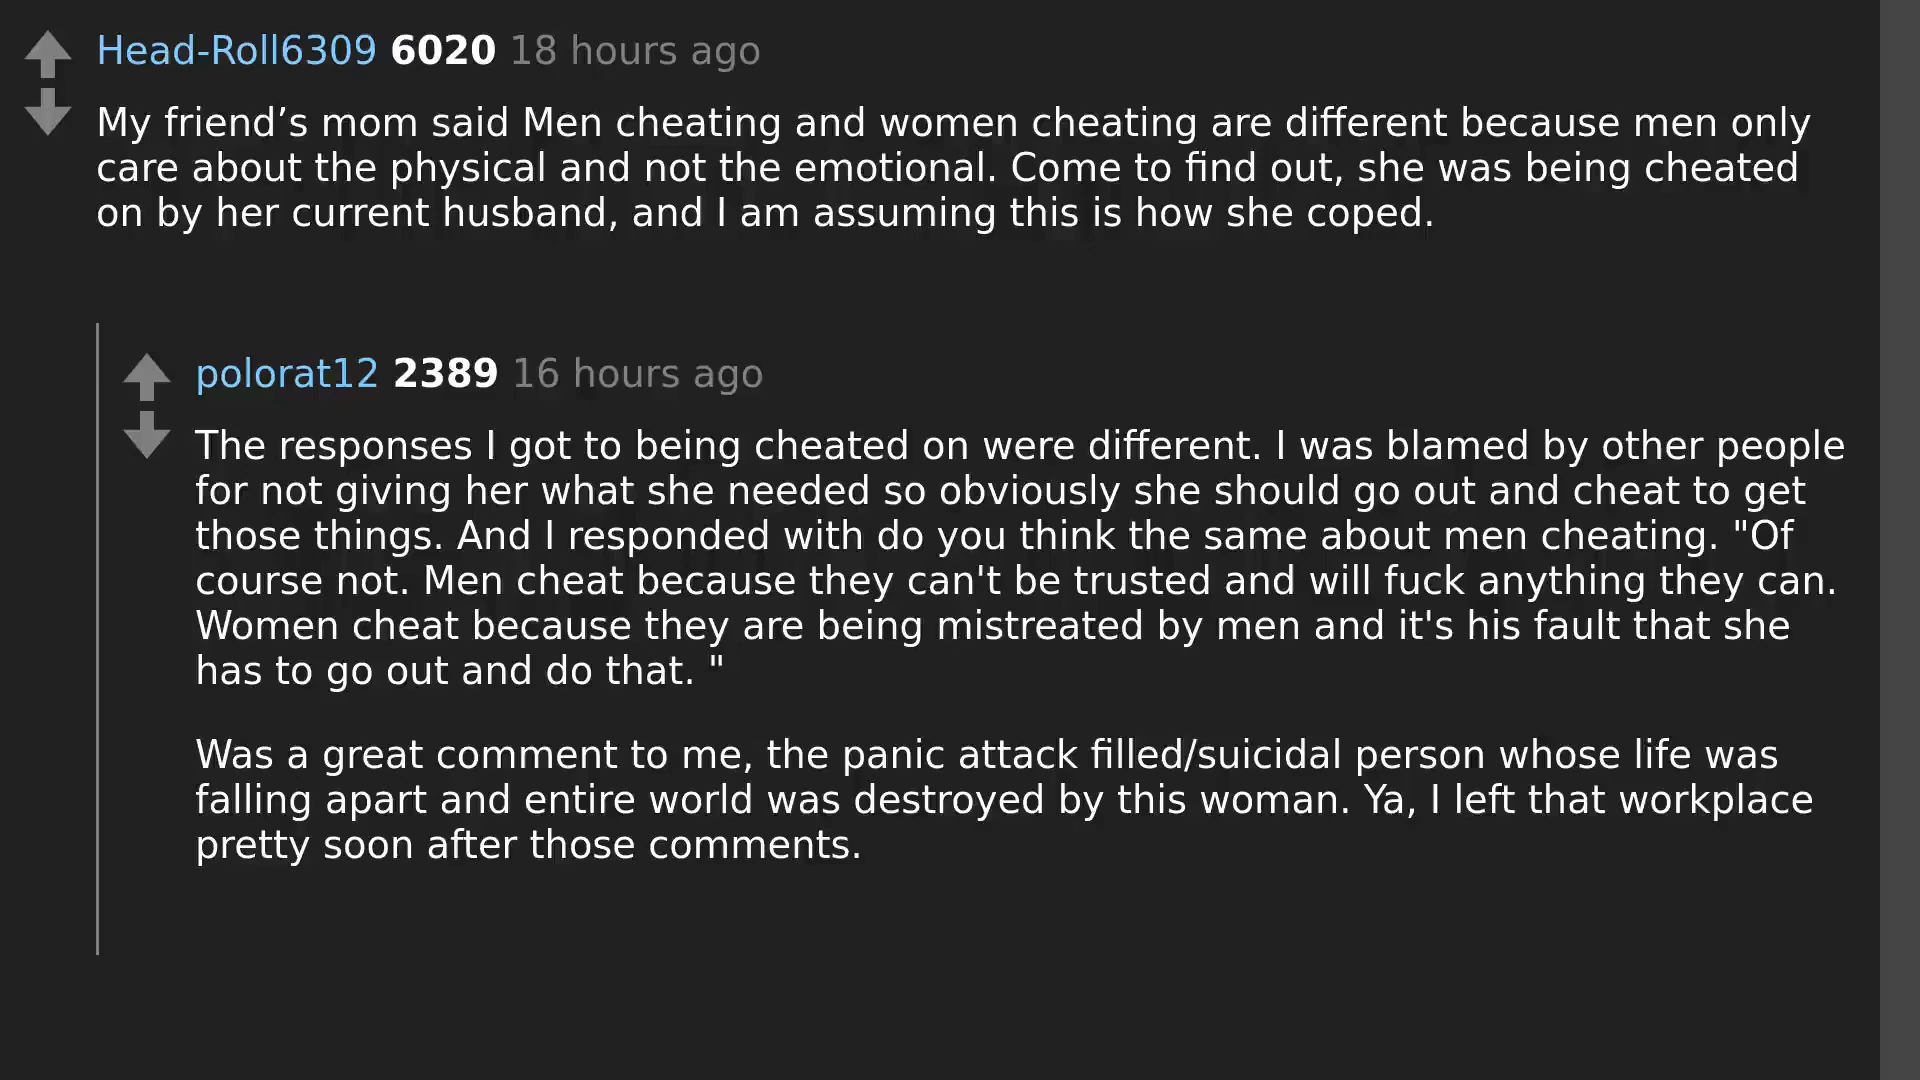 Head-Roll6309 6020 18 hours ago
My friend’s mom said Men cheating and women cheating are different because men only
care about the physical and not the emotional. Come to find out, she was being cheated
on by her current husband, and I am assuming this is how she coped.
polorat12 2389 16 hours ago
The responses I got to being cheated on were different. I was blamed by other people
for not giving her what she needed so obviously she should go out and cheat to get
those things. And I responded with do you think the same about men cheating. "Of
course not. Men cheat because they can't be trusted and will fuck anything they can.
Women cheat because they are being mistreated by men and it's his fault that she
has to go out and do that. "
Was a great comment to me, the panic attack filled/suicidal person whose life was
falling apart and entire world was destroyed by this woman. Ya, I left that workplace
pretty soon after those comments.